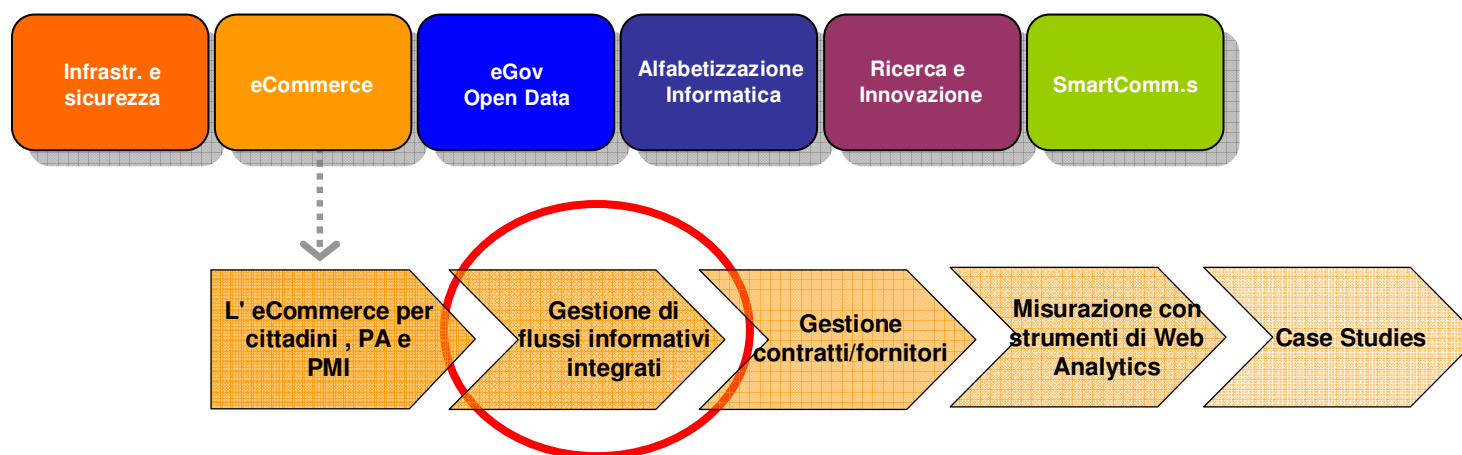 Infrastr. e
sicurezza
eCommerce
eGov
Open Data
Alfabetizzazione
Informatica
Ricerca e
Innovazione
SmartComm.s
L' eCommerce per
cittadini , PA e
PMI
Gestione di
flussi informativi
integrati
Gestione
contratti/fornitori
Misurazione con
strumenti di Web
Analytics
Case Studies